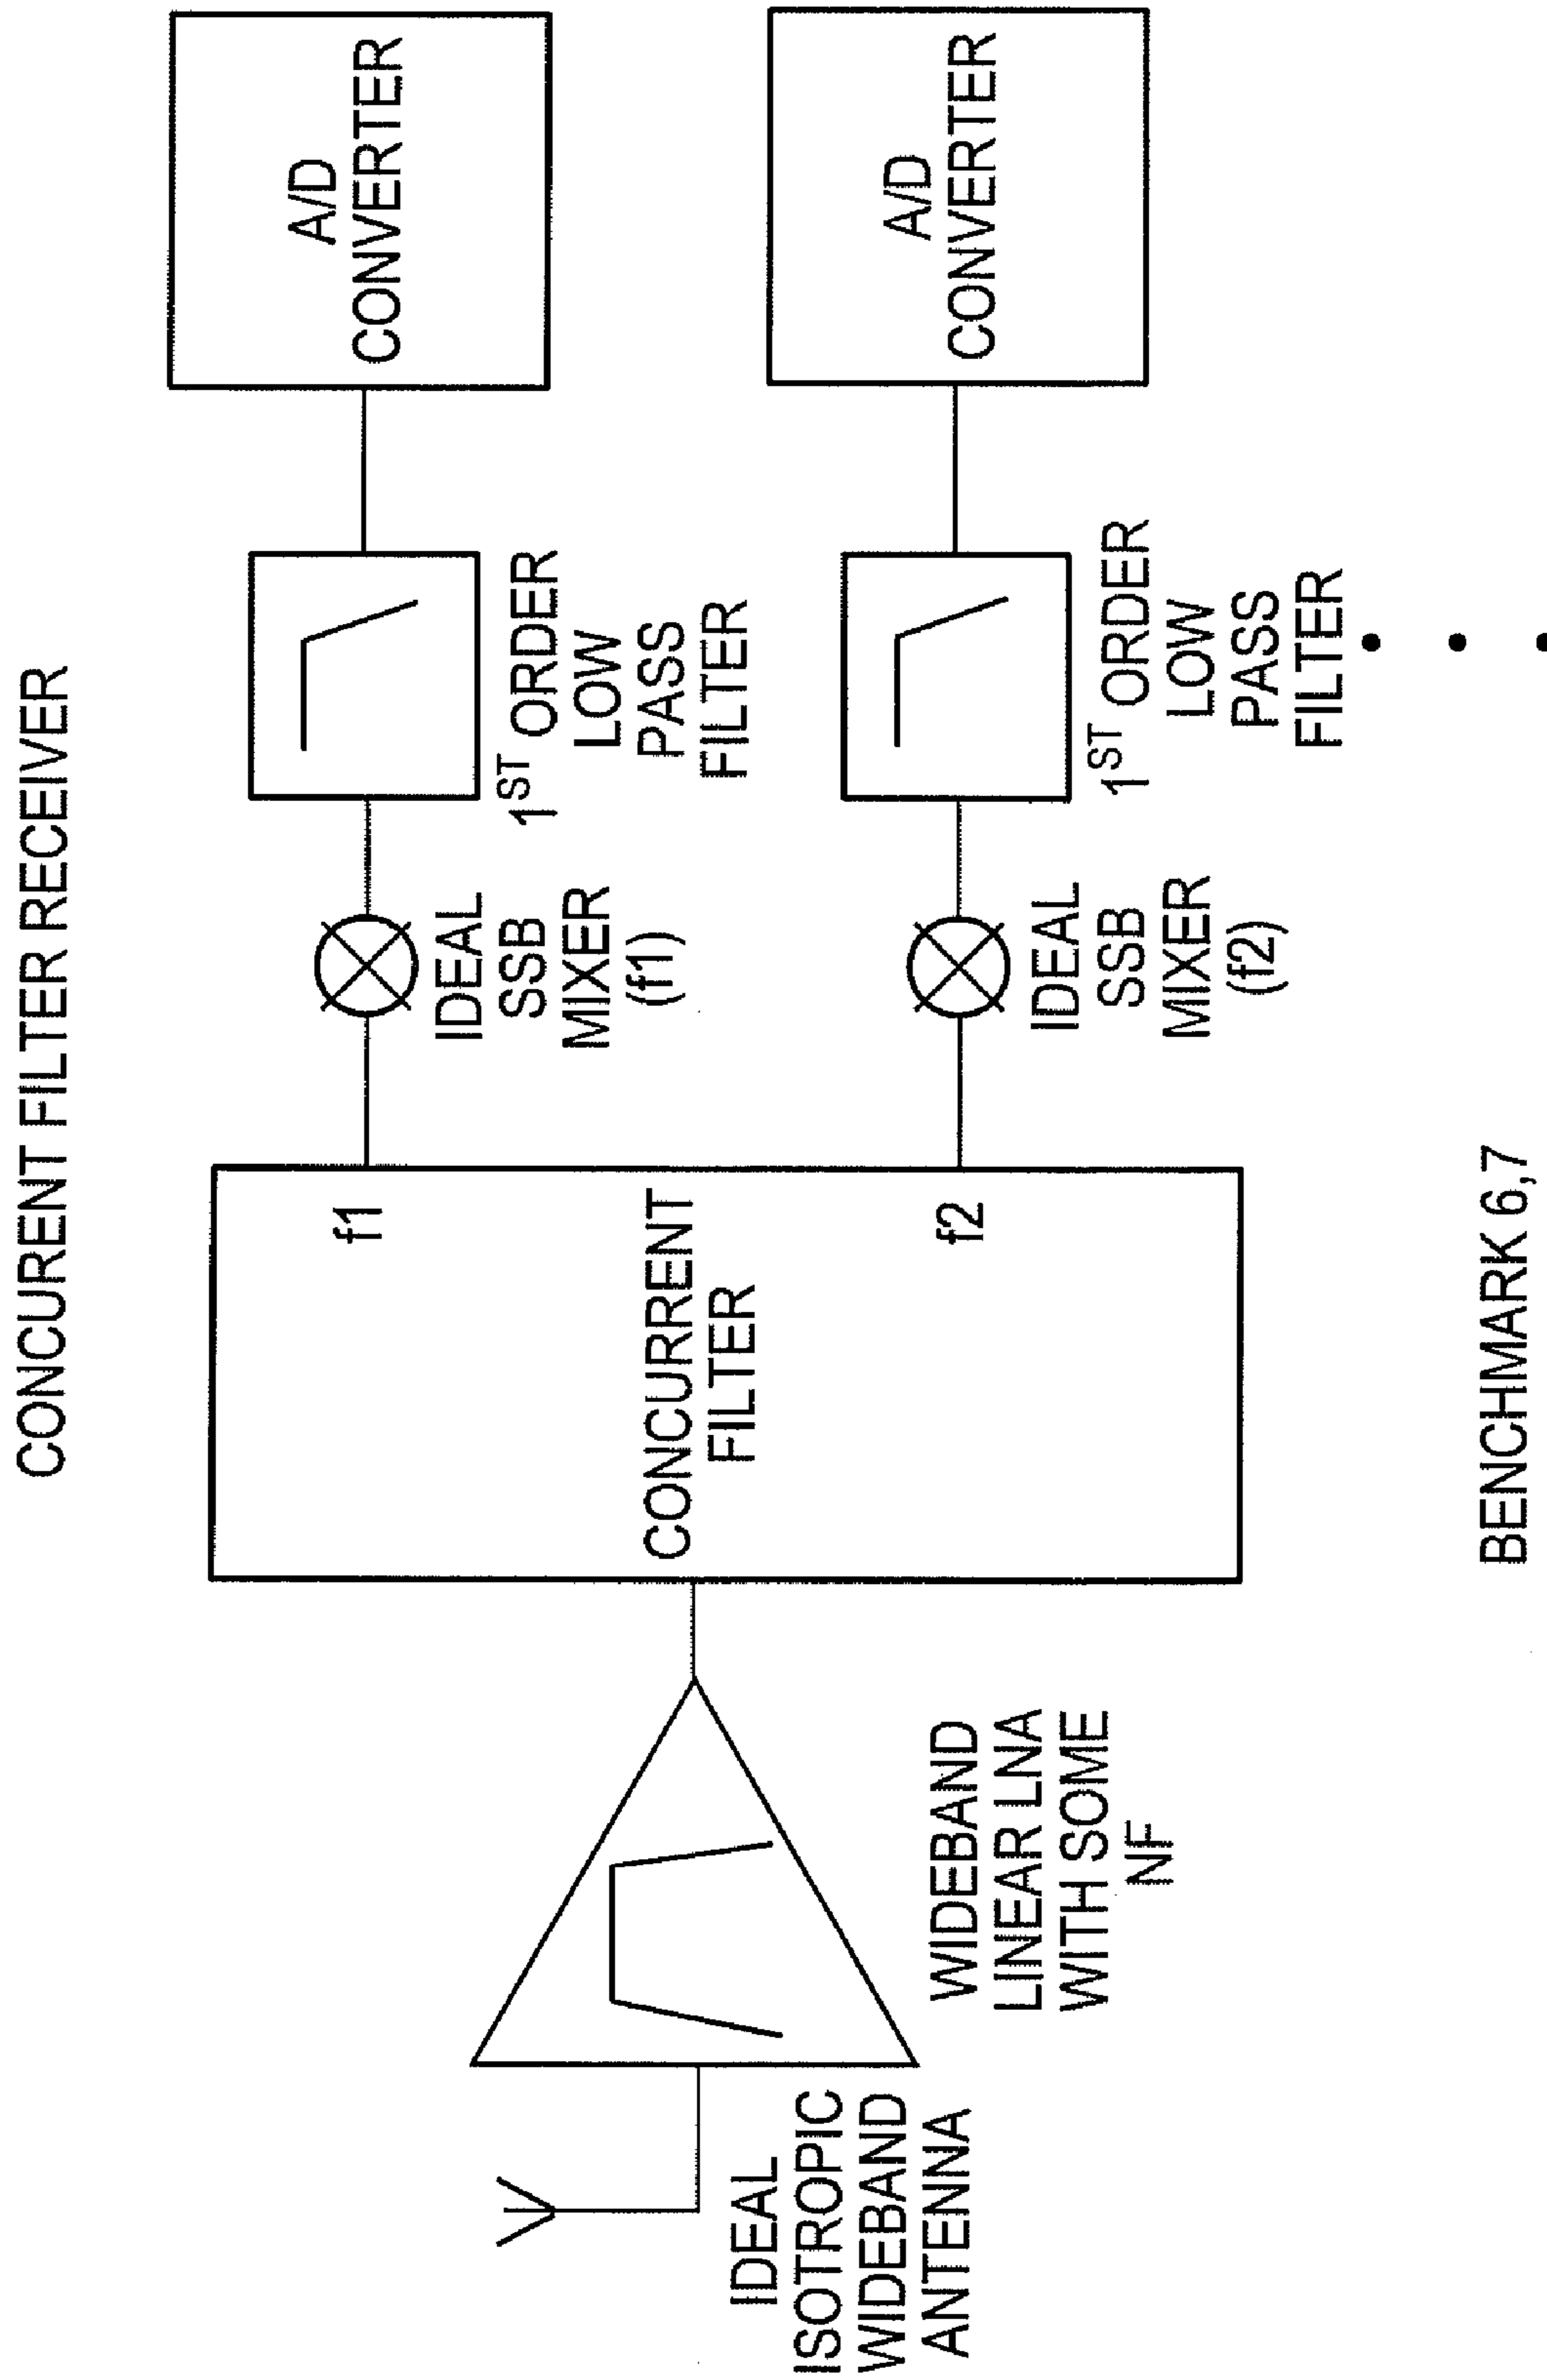 CONCURENT FILTER RECEIVER
IDEAL
ISOTROPIC
WIDEBAND
ANTENNA
WIDEBAND
LINEAR LNA
WITH SOME
NF
CONCURRENT
FILTER
f1
f2
IDEAL
SSB
MIXER
(f1)
1ST ORDER
LOW
PASS
FILTER
A/D
CONVERTER
IDEAL
SSB
MIXER
(f2)
1ST ORDER
LOW
PASS
FILTER
A/D
CONVERTER
BENCHMARK 6,7